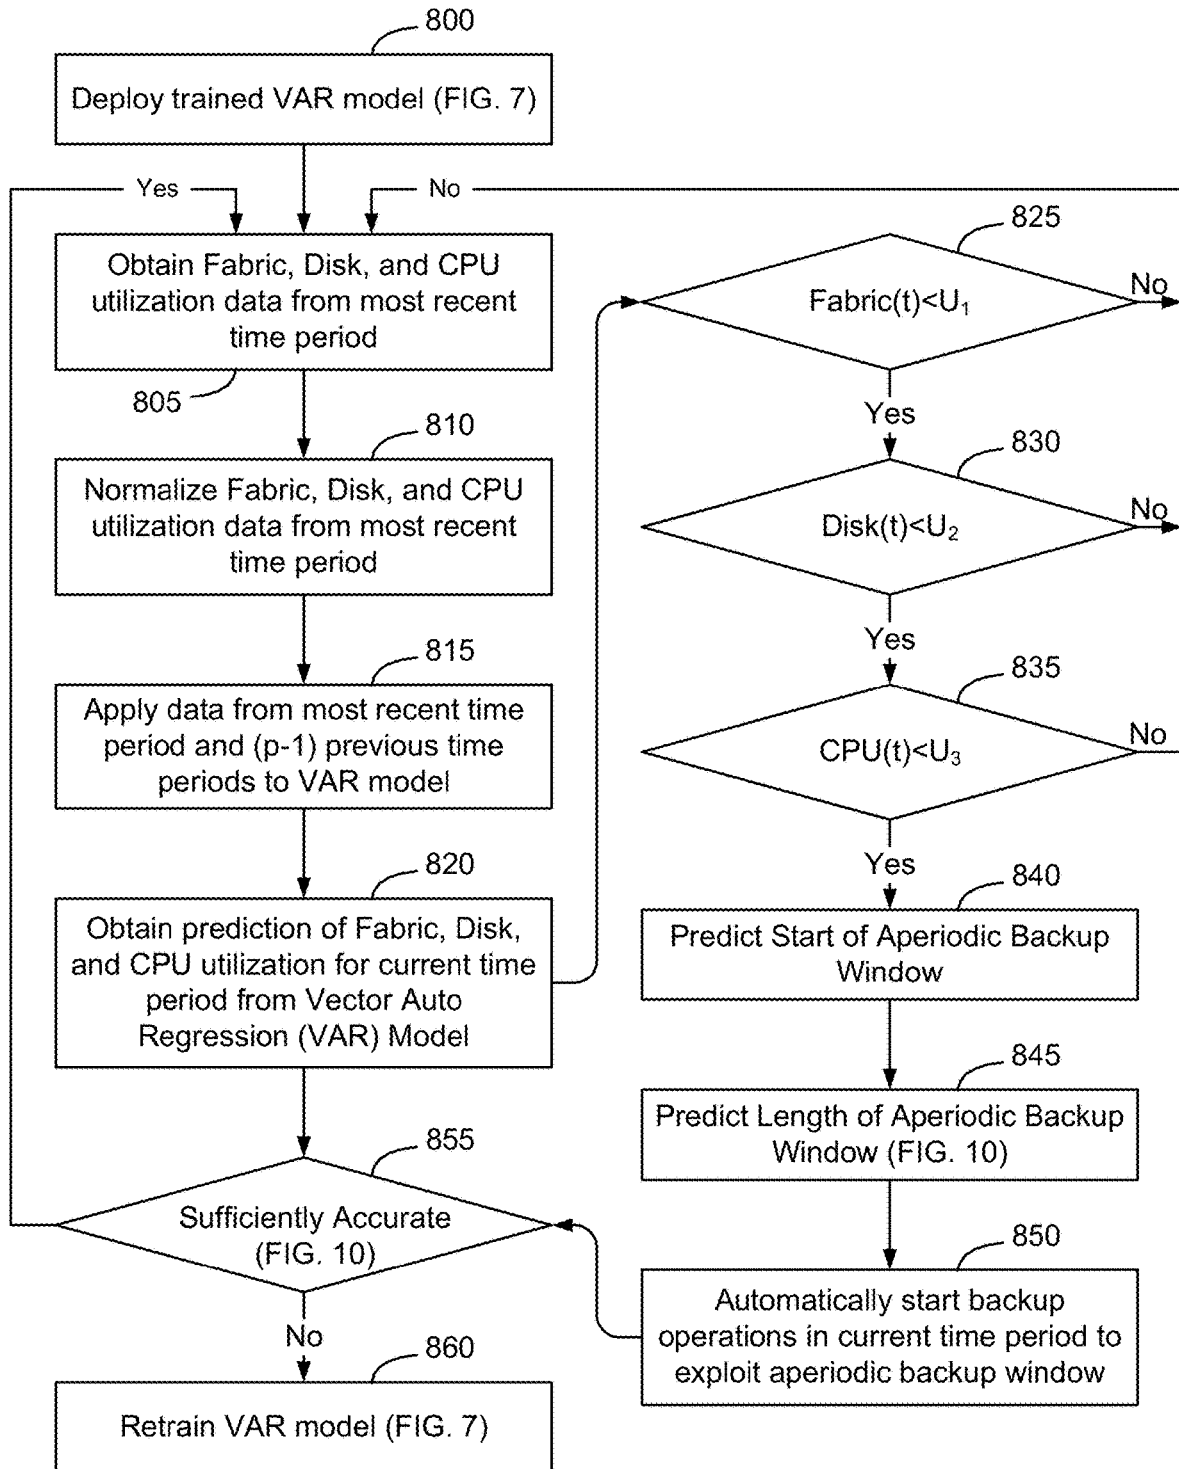 800
Deploy trained VAR model (FIG. 7)
Yes
No
Obtain Fabric, Disk, and CPU
utilization data from most recent
time period
805
810
Normalize Fabric, Disk, and CPU
utilization data from most recent
time period
815
Apply data from most recent time
period and (p-1) previous time
periods to VAR model
820
Obtain prediction of Fabric, Disk,
and CPU utilization for current time
period from Vector Auto
Regression (VAR) Model
855
Sufficiently Accurate
(FIG. 10)
No
860
Retrain VAR model (FIG. 7)
825
Fabric(t)<U₁
No
Yes
830
Disk(t)<U₂
No
Yes
835
CPU(t)<U₃
No
Yes
840
Predict Start of Aperiodic Backup
Window
845
Predict Length of Aperiodic Backup
Window (FIG. 10)
850
Automatically start backup
operations in current time period to
exploit aperiodic backup window